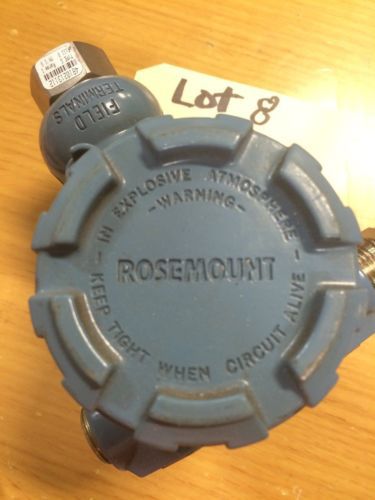 Lot 8
FIELD
TERMINALS
-WARNING-
IN EXPLOSIVE ATMOSPHERE
ROSEMOUNT
- KEEP TIGHT WHEN CIRCUIT ALIVE -